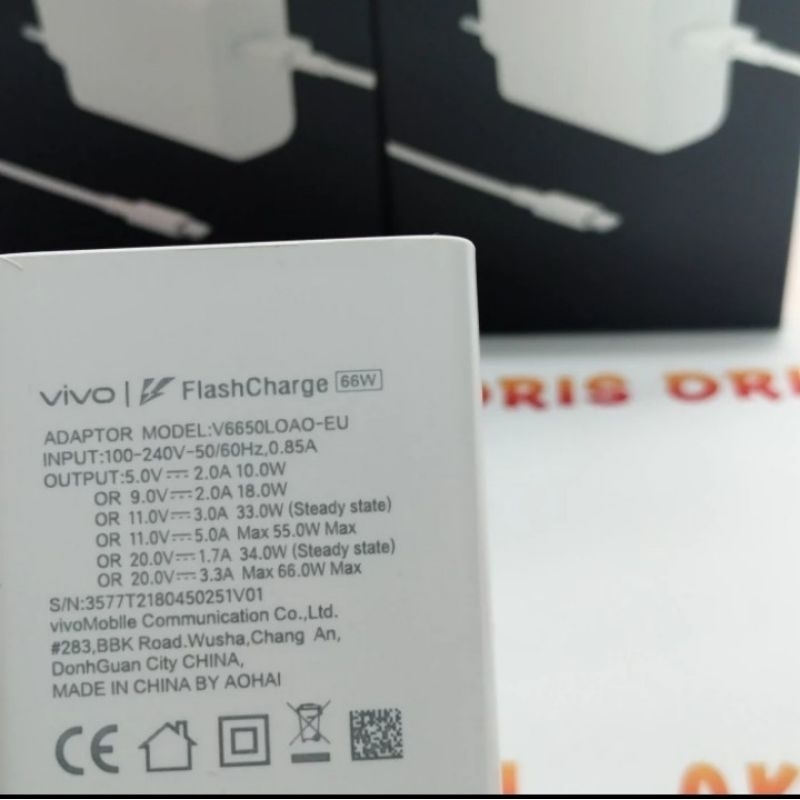 vivo | FlashCharge 66W
ADAPTOR MODEL:V6650LOAO-EU
INPUT:100-240V-50/60Hz,0.85A
OUTPUT:5.0V⎓2.0A 10.0W
OR 9.0V⎓2.0A 18.0W
OR 11.0V⎓3.0A 33.0W (Steady state)
OR 11.0V⎓5.0A Max 55.0W Max
OR 20.0V⎓1.7A 34.0W (Steady state)
OR 20.0V⎓3.3A Max 66.0W Max
S/N:3577T2180450251V01
vivoMoblle Communication Co.,Ltd.
#283,BBK Road.Wusha,Chang An,
DonhGuan City CHINA,
MADE IN CHINA BY AOHAI
CE